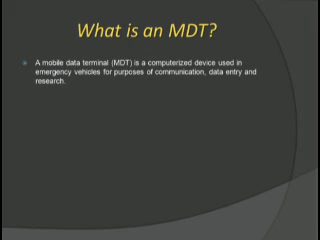 What is an MDT?
A mobile data terminal (MDT) is a computerized device used in
emergency vehicles for purposes of communication, data entry and
research.